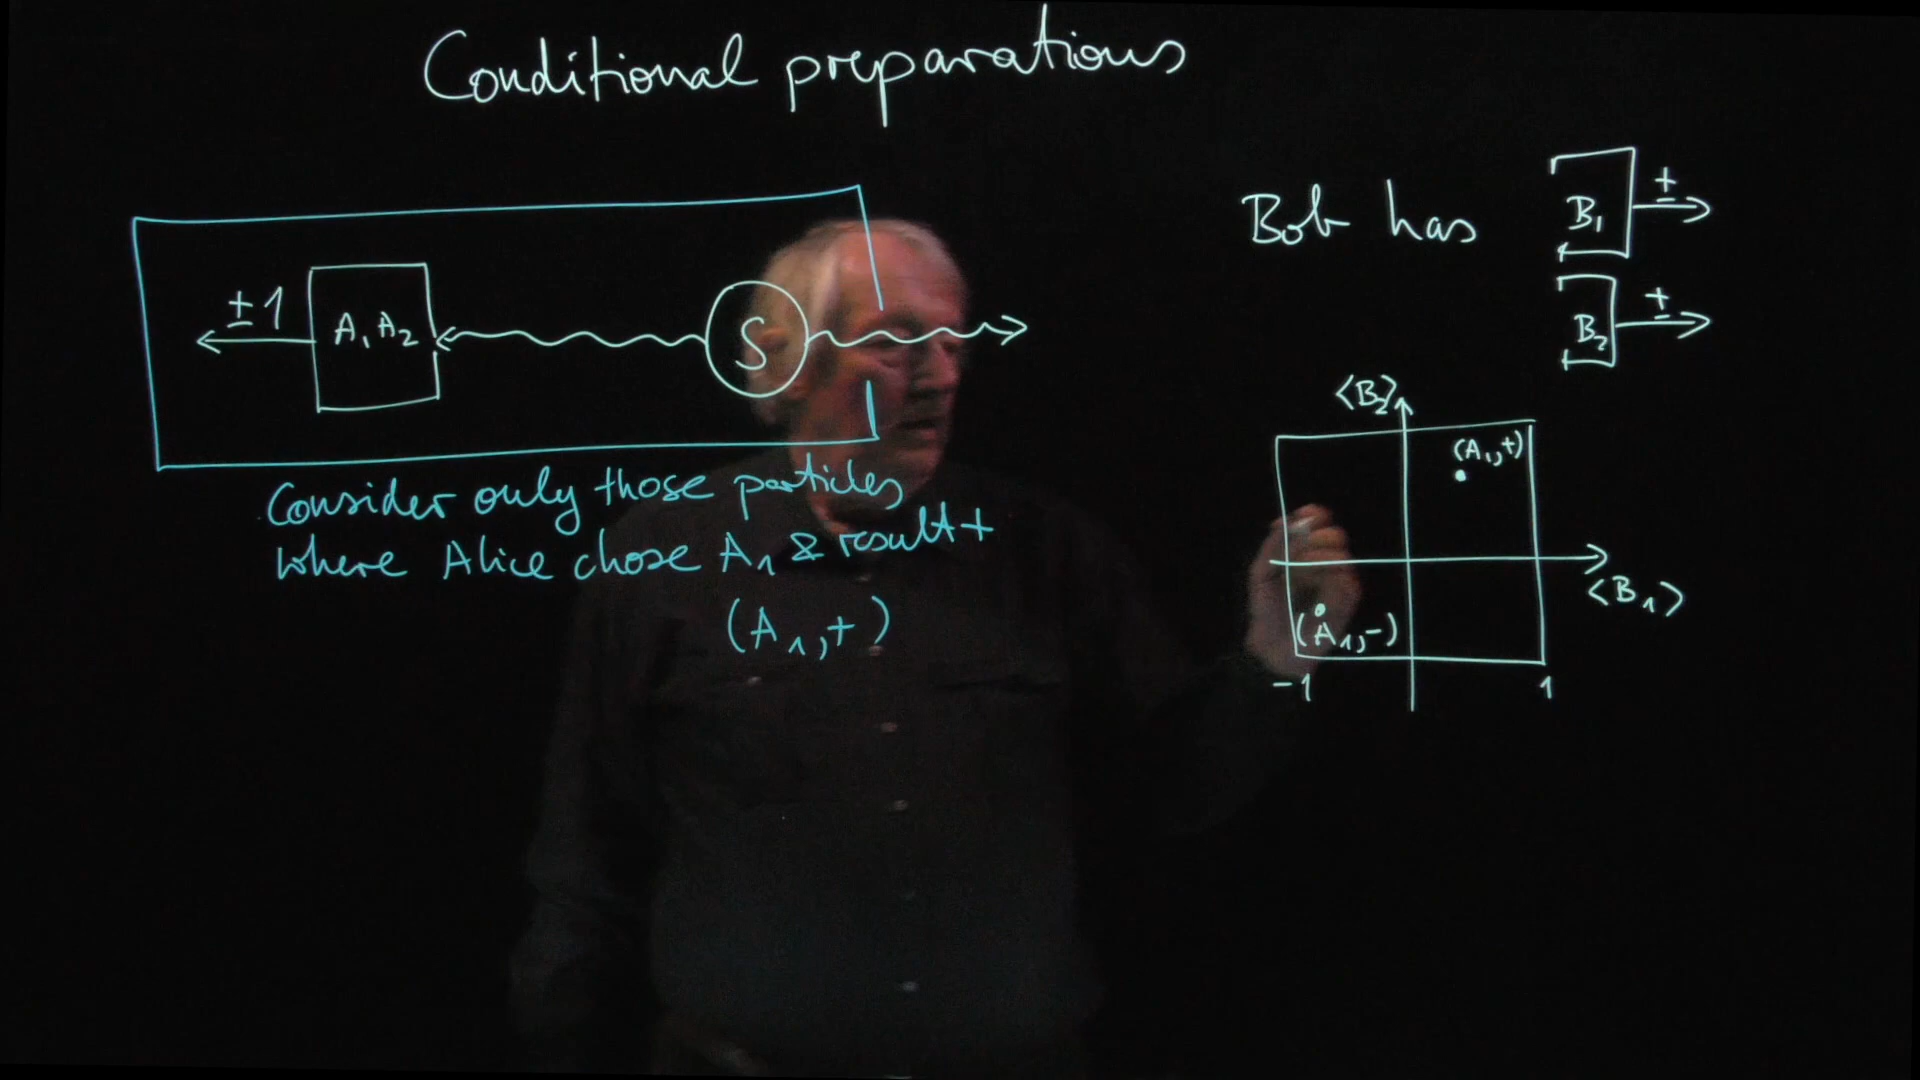 Conditional preparations
±1
A1 A2
S
Consider only those particles
where Alice chose A1 & result +
(A1,+)
Bob has
B1
±
B2
±
<B2>
(A1,+)
<B1>
(A1,-)
-1
1